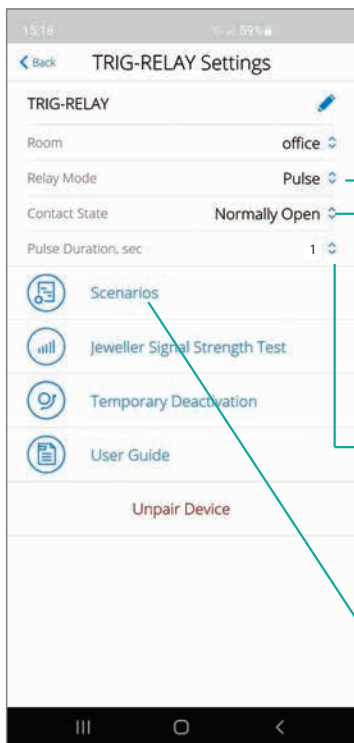 15:18 59%
Back TRIG-RELAY Settings
TRIG-RELAY
Room office
Relay Mode Pulse
Contact State Normally Open
Pulse Duration, sec 1
Scenarios
Jeweller Signal Strength Test
Temporary Deactivation
User Guide
Unpair Device